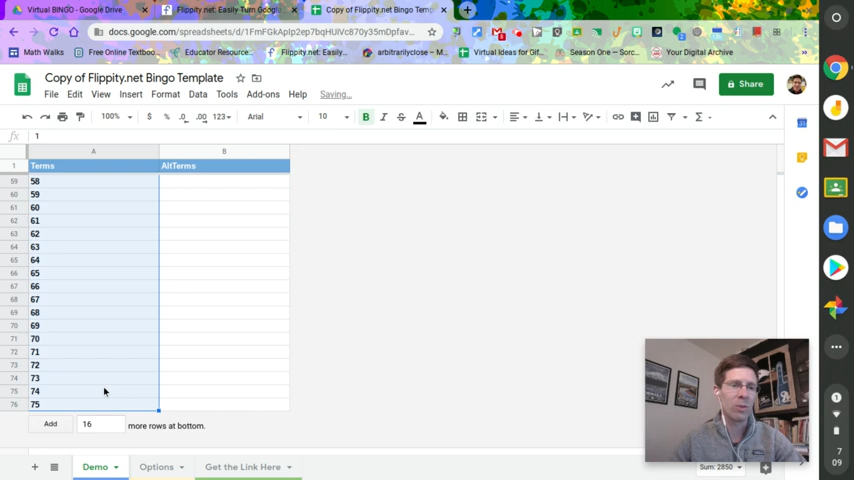 Virtual BINGO - Google Drive
Flippity.net: Easily Turn Google
Copy of Flippity.net Bingo Temp
docs.google.com/spreadsheets/d/1FmFGkAplp2ep7bqHUlVc870y35mDpfav...
Math Walks
Free Online Textboo...
Educator Resource...
Flippity.net: Easily...
arbitrarilyclose – M...
Virtual Ideas for Gif...
Season One – Sorc...
Your Digital Archive
Copy of Flippity.net Bingo Template
File Edit View Insert Format Data Tools Add-ons Help Saving...
Share
100% $ % .0 .00 123 Arial 10 B I S A
fx 1
A B
1 Terms AltTerms
59 58
60 59
61 60
62 61
63 62
64 63
65 64
66 65
67 66
68 67
69 68
70 69
71 70
72 71
73 72
74 73
75 74
76 75
Add 16 more rows at bottom.
+ Demo Options Get the Link Here
Sum: 2850
1
7
09